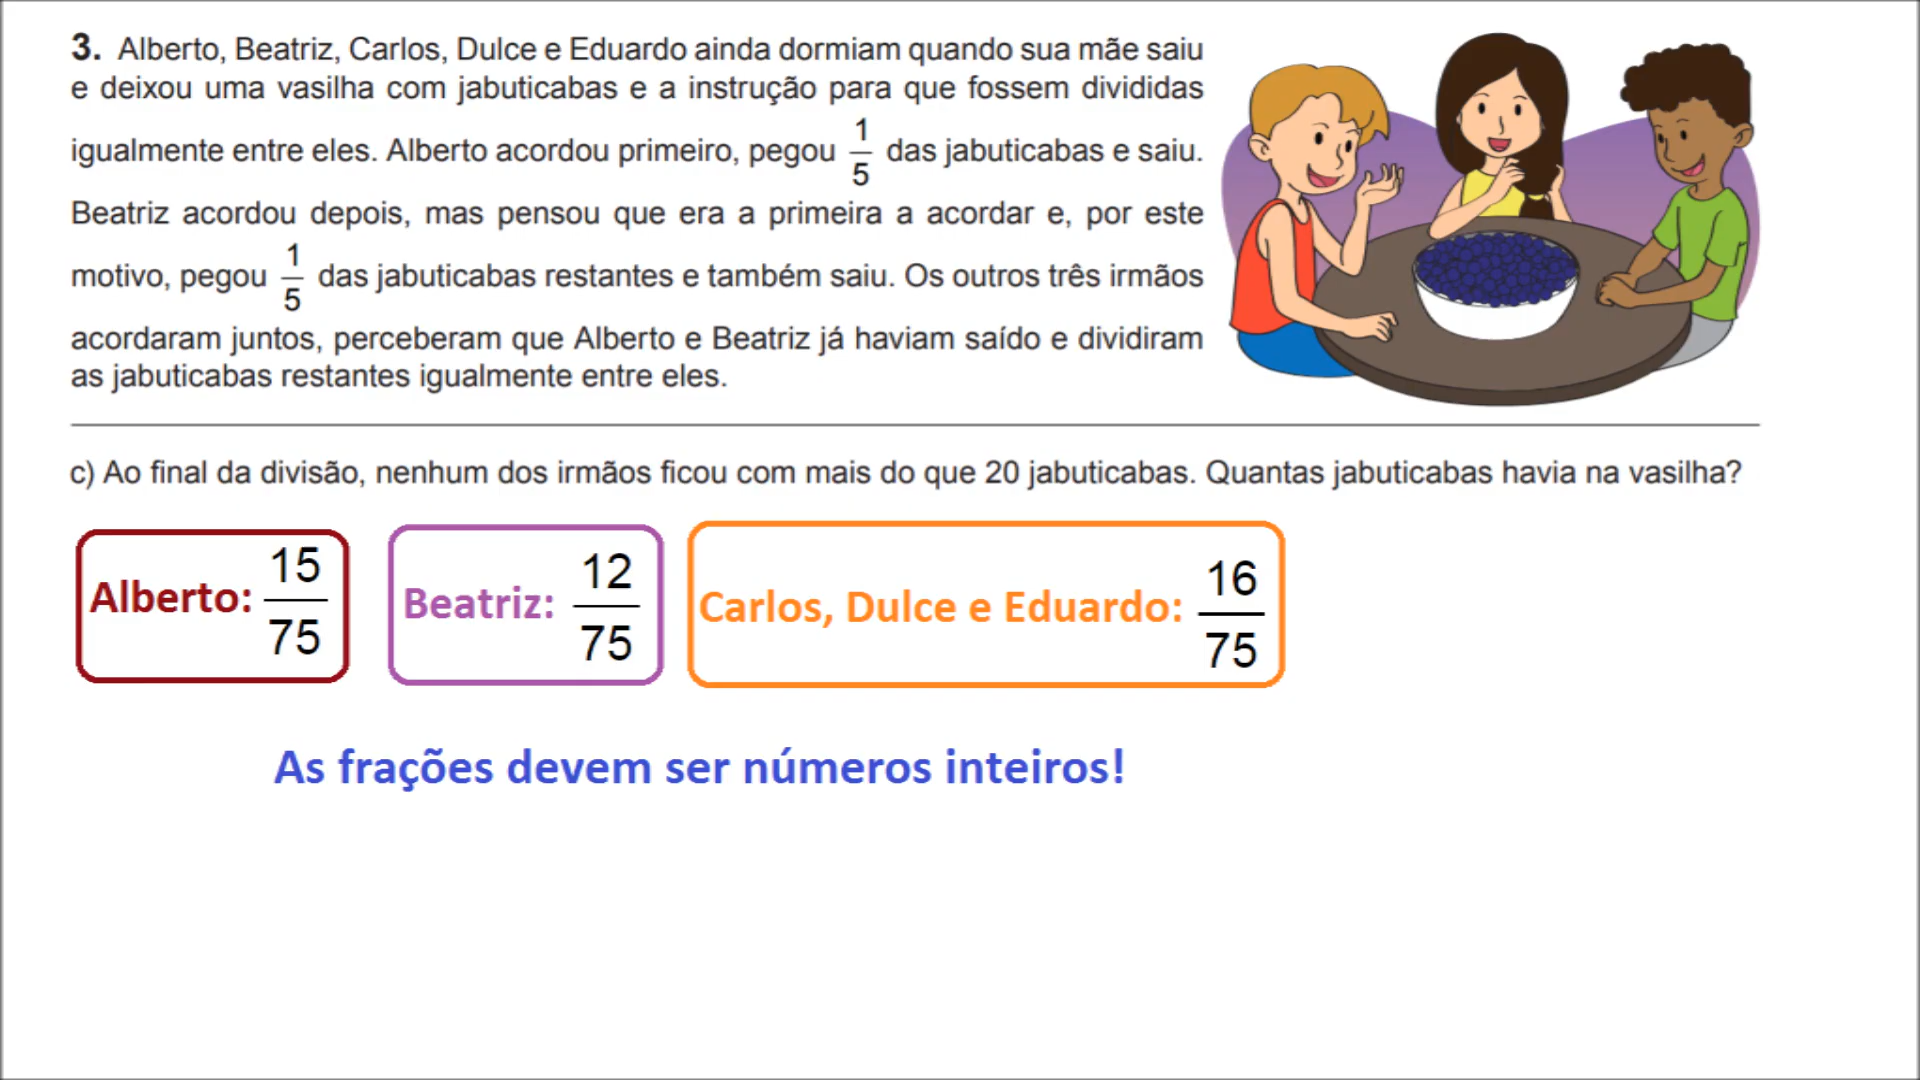 3. Alberto, Beatriz, Carlos, Dulce e Eduardo ainda dormiam quando sua mãe saiu
e deixou uma vasilha com jabuticabas e a instrução para que fossem divididas
igualmente entre eles. Alberto acordou primeiro, pegou 1/5 das jabuticabas e saiu.
Beatriz acordou depois, mas pensou que era a primeira a acordar e, por este
motivo, pegou 1/5 das jabuticabas restantes e também saiu. Os outros três irmãos
acordaram juntos, perceberam que Alberto e Beatriz já haviam saído e dividiram
as jabuticabas restantes igualmente entre eles.
c) Ao final da divisão, nenhum dos irmãos ficou com mais do que 20 jabuticabas. Quantas jabuticabas havia na vasilha?
Alberto: 15/75
Beatriz: 12/75
Carlos, Dulce e Eduardo: 16/75
As frações devem ser números inteiros!